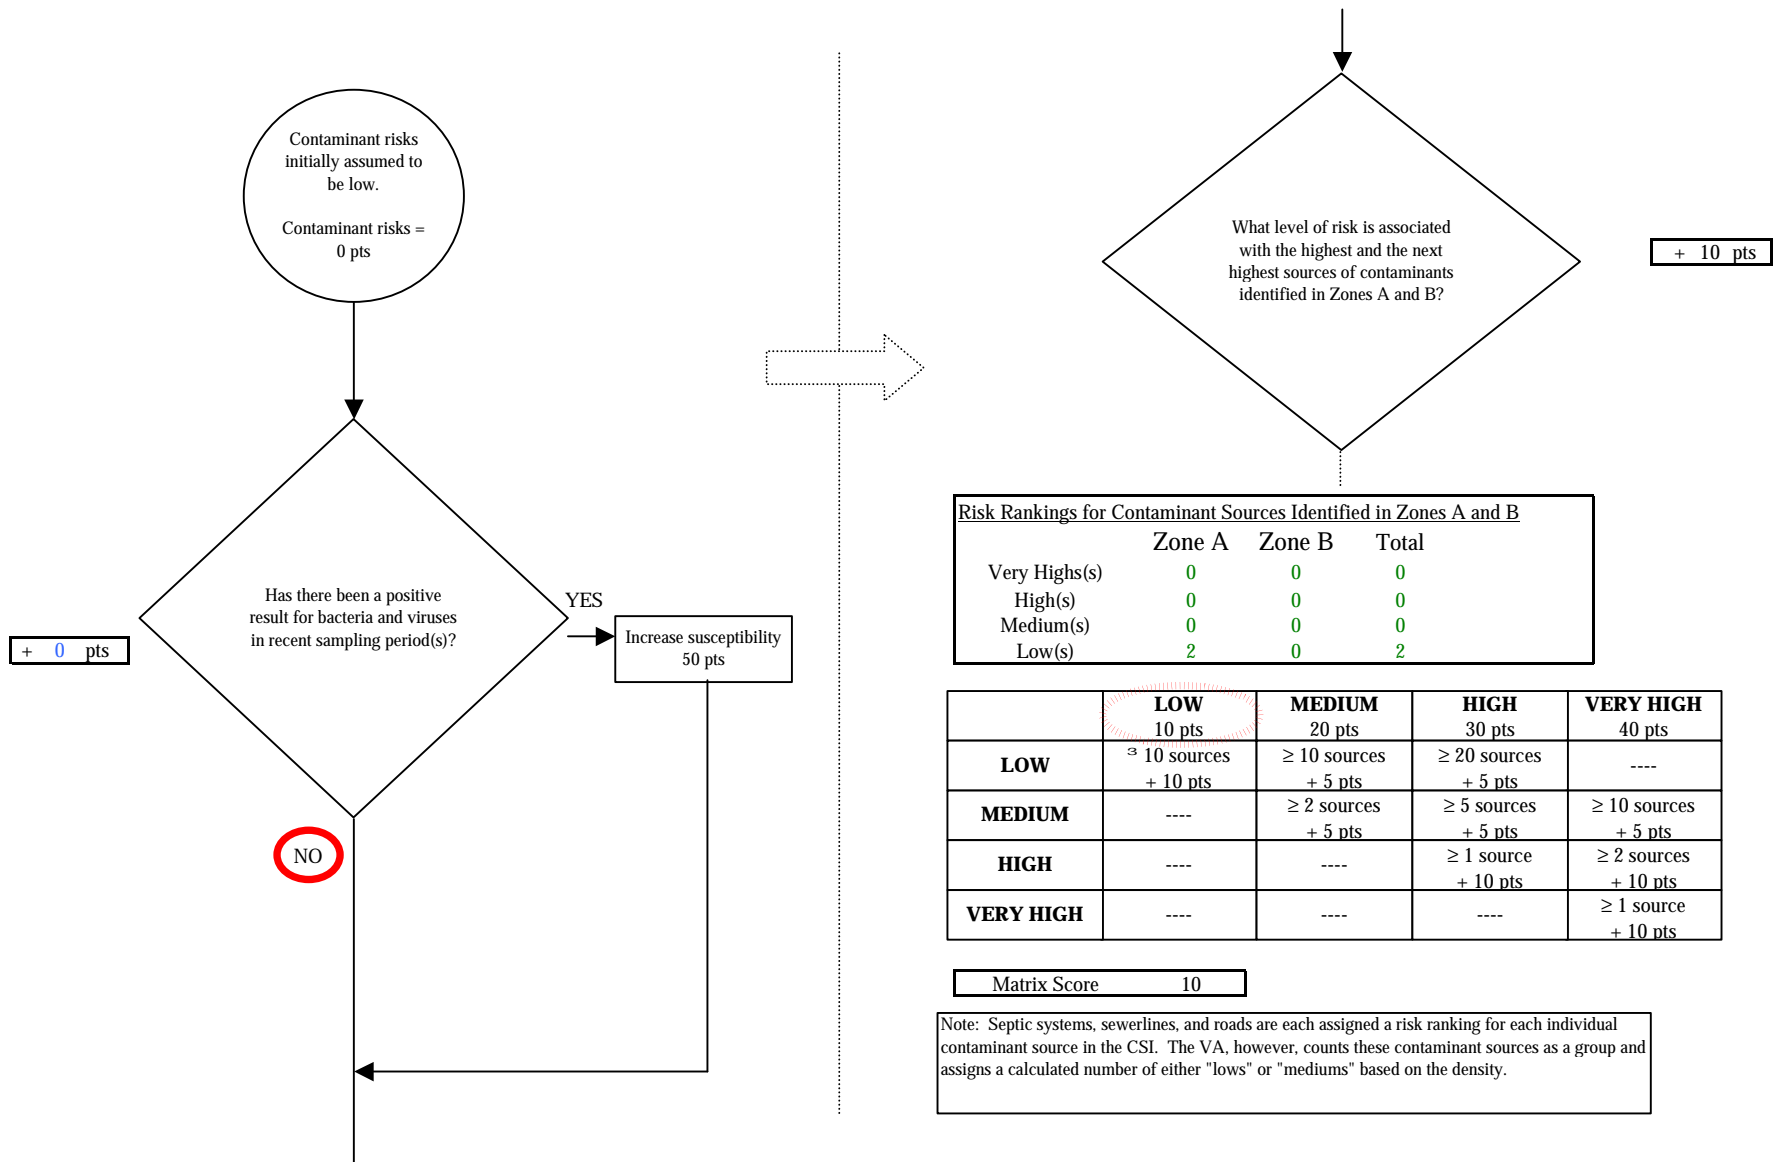 Contaminant risks
initially assumed to
be low.
Contaminant risks =
0 pts
Has there been a positive
result for bacteria and viruses
in recent sampling period(s)?
+ 0 pts
YES
Increase susceptibility
50 pts
NO
What level of risk is associated
with the highest and the next
highest sources of contaminants
identified in Zones A and B?
+ 10 pts
Risk Rankings for Contaminant Sources Identified in Zones A and B
Zone A Zone B Total
Very Highs(s) 0 0 0
High(s) 0 0 0
Medium(s) 0 0 0
Low(s) 2 0 2
LOW MEDIUM HIGH VERY HIGH
10 pts 20 pts 30 pts 40 pts
LOW ³ 10 sources ≥ 10 sources ≥ 20 sources ----
+ 10 pts + 5 pts + 5 pts
MEDIUM ---- ≥ 2 sources ≥ 5 sources ≥ 10 sources
+ 5 pts + 5 pts + 5 pts
HIGH ---- ---- ≥ 1 source ≥ 2 sources
+ 10 pts + 10 pts
VERY HIGH ---- ---- ---- ≥ 1 source
+ 10 pts
Matrix Score 10
Note: Septic systems, sewerlines, and roads are each assigned a risk ranking for each individual
contaminant source in the CSI. The VA, however, counts these contaminant sources as a group and
assigns a calculated number of either "lows" or "mediums" based on the density.